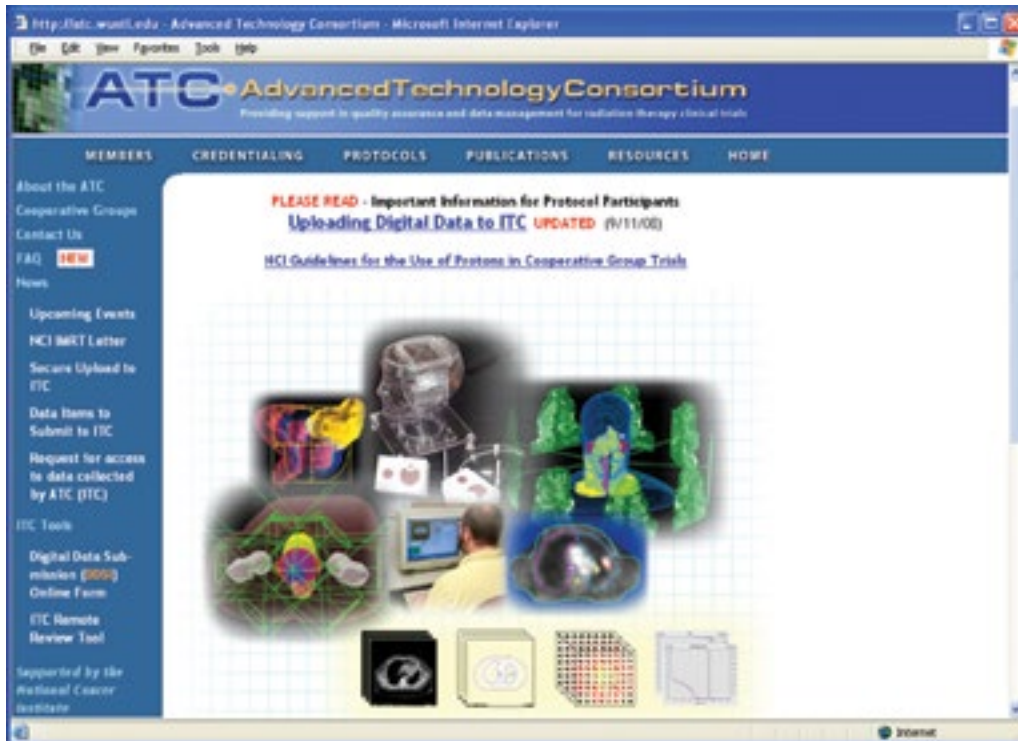 http://atc.wustl.edu - Advanced Technology Consortium - Microsoft Internet Explorer
File Edit View Favorites Tools Help
ATC AdvancedTechnologyConsortium
Providing support in quality assurance and data management for radiation therapy clinical trials
MEMBERS CREDENTIALING PROTOCOLS PUBLICATIONS RESOURCES HOME
About the ATC
Cooperative Groups
Contact Us
FAQ NEW
News
Upcoming Events
NCI IMRT Letter
Secure Upload to
ITC
Data Items to
Submit to ITC
Request for access
to data collected
by ATC (ITC)
ITC Tools
Digital Data Sub-
mission (DDSI)
Online Form
ITC Remote
Review Tool
Supported by the
National Cancer
Institute
PLEASE READ - Important Information for Protocol Participants
Uploading Digital Data to ITC UPDATED (9/11/08)
NCI Guidelines for the Use of Protons in Cooperative Group Trials
Internet